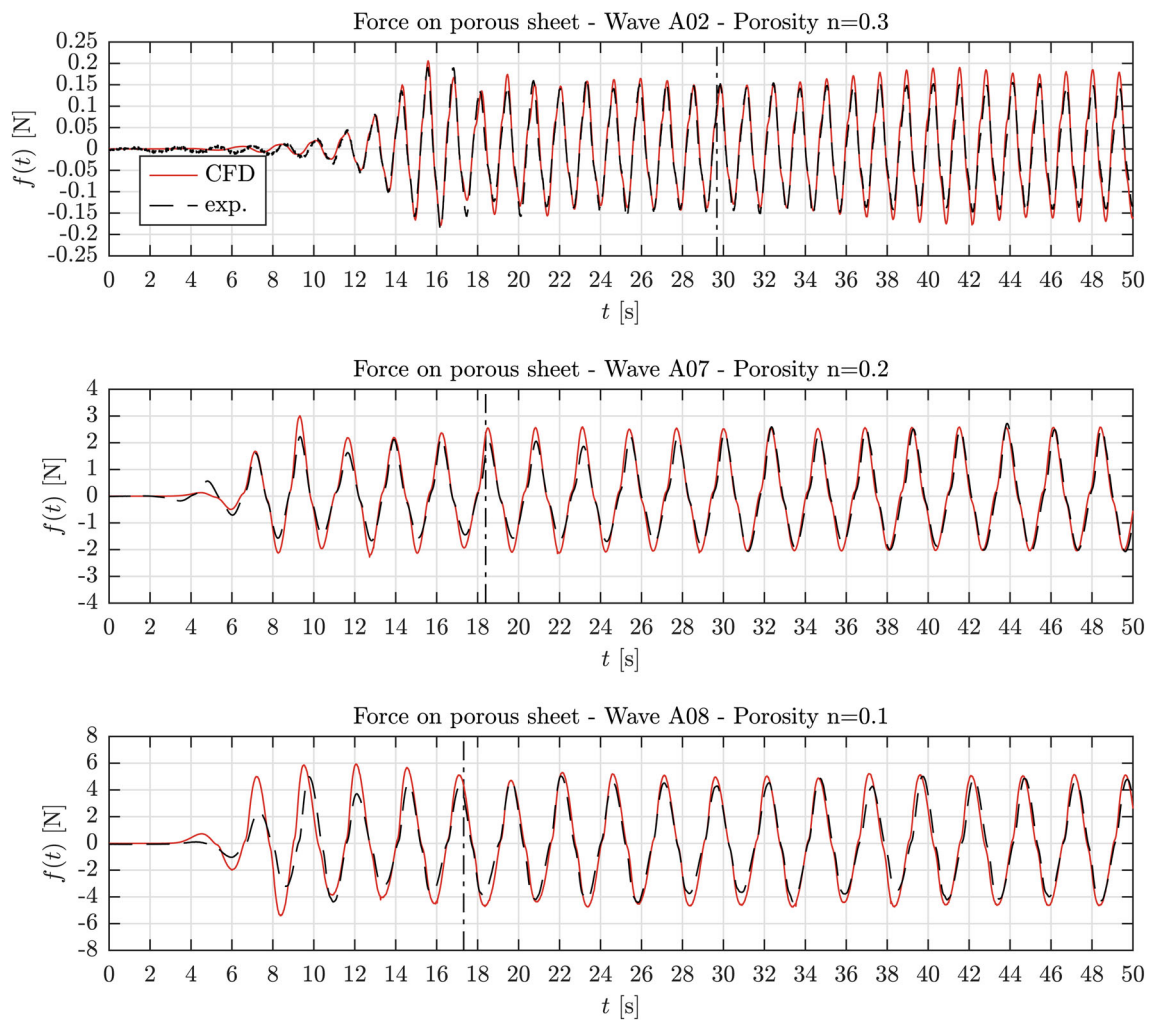 Force on porous sheet - Wave A02 - Porosity n=0.3
0.25
0.2
0.15
0.1
0.05
0
-0.05
-0.1
-0.15
-0.2
-0.25
f(t) [N]
CFD
exp.
0 2 4 6 8 10 12 14 16 18 20 22 24 26 28 30 32 34 36 38 40 42 44 46 48 50
t [s]
Force on porous sheet - Wave A07 - Porosity n=0.2
4
3
2
1
0
-1
-2
-3
-4
f(t) [N]
0 2 4 6 8 10 12 14 16 18 20 22 24 26 28 30 32 34 36 38 40 42 44 46 48 50
t [s]
Force on porous sheet - Wave A08 - Porosity n=0.1
8
6
4
2
0
-2
-4
-6
-8
f(t) [N]
0 2 4 6 8 10 12 14 16 18 20 22 24 26 28 30 32 34 36 38 40 42 44 46 48 50
t [s]